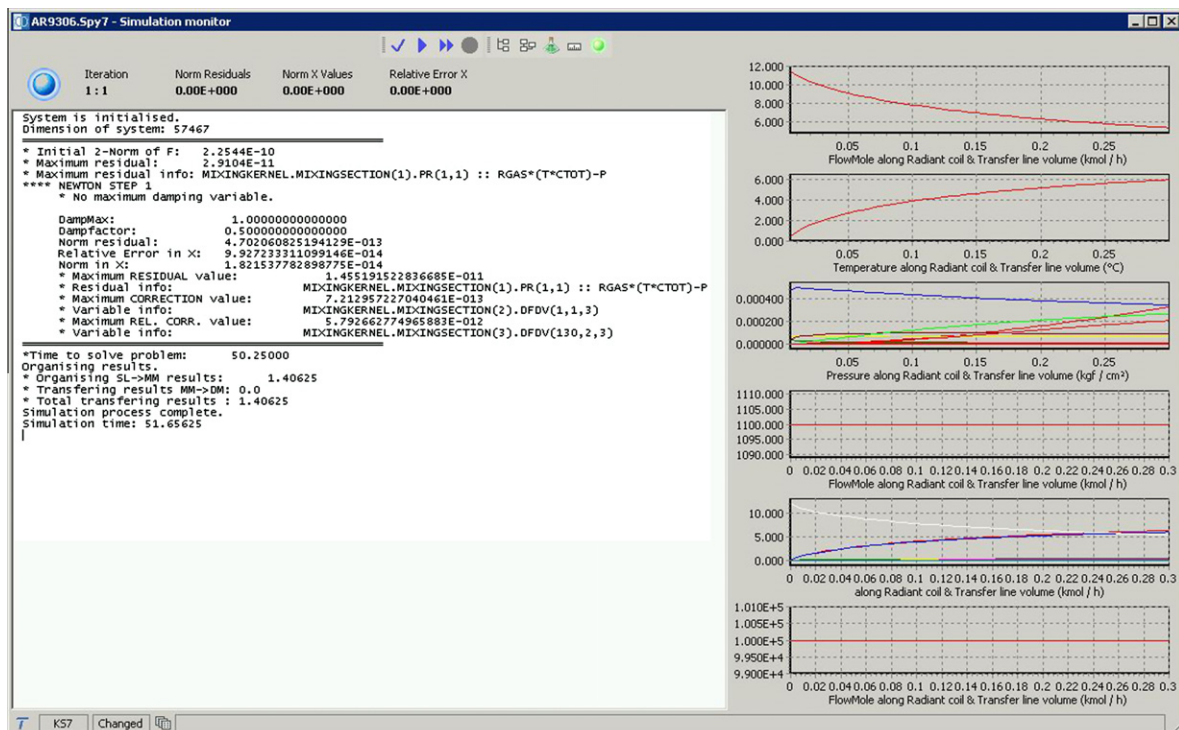 AR9306.Spy7 - Simulation monitor
Iteration Norm Residuals Norm X Values Relative Error X
1 : 1 0.00E+000 0.00E+000 0.00E+000
System is initialised.
Dimension of system: 57467
* Initial 2-Norm of F: 2.2544E-10
* Maximum residual: 2.9104E-11
* Maximum residual info: MIXINGKERNEL.MIXINGSECTION(1).PR(1,1) :: RGAS*(T*CTOT)-P
**** NEWTON STEP 1
* No maximum damping variable.
DampMax: 1.00000000000000
Dampfactor: 0.500000000000000
Norm residual: 4.702060825194129E-013
Relative Error in X: 9.927233311099146E-014
Norm in X: 1.821537782898775E-014
* Maximum RESIDUAL value: 1.455191522836685E-011
* Residual info: MIXINGKERNEL.MIXINGSECTION(1).PR(1,1) :: RGAS*(T*CTOT)-P
* Maximum CORRECTION value: 7.212957227040461E-013
* Variable info: MIXINGKERNEL.MIXINGSECTION(2).DFDV(1,1,3)
* Maximum REL. CORR. value: 5.792662774965883E-012
* Variable info: MIXINGKERNEL.MIXINGSECTION(3).DFDV(130,2,3)
*Time to solve problem: 50.25000
Organising results.
* Organising SL->MM results: 1.40625
* Transfering results MM->DM: 0.0
* Total transfering results : 1.40625
Simulation process complete.
Simulation time: 51.65625
12.000
10.000
8.000
6.000
0.05 0.1 0.15 0.2 0.25
FlowMole along Radiant coil & Transfer line volume (kmol / h)
6.000
4.000
2.000
0.000
0.05 0.1 0.15 0.2 0.25
Temperature along Radiant coil & Transfer line volume (°C)
0.000400
0.000200
0.000000
0.05 0.1 0.15 0.2 0.25
Pressure along Radiant coil & Transfer line volume (kgf / cm²)
1110.000
1105.000
1100.000
1095.000
1090.000
0 0.02 0.04 0.06 0.08 0.1 0.12 0.14 0.16 0.18 0.2 0.22 0.24 0.26 0.28 0.3
FlowMole along Radiant coil & Transfer line volume (kmol / h)
10.000
5.000
0.000
0 0.02 0.04 0.06 0.08 0.1 0.12 0.14 0.16 0.18 0.2 0.22 0.24 0.26 0.28 0.3
along Radiant coil & Transfer line volume (kmol / h)
1.010E+5
1.005E+5
1.000E+5
9.950E+4
9.900E+4
0 0.02 0.04 0.06 0.08 0.1 0.12 0.14 0.16 0.18 0.2 0.22 0.24 0.26 0.28 0.3
FlowMole along Radiant coil & Transfer line volume (kmol / h)
KS7 Changed